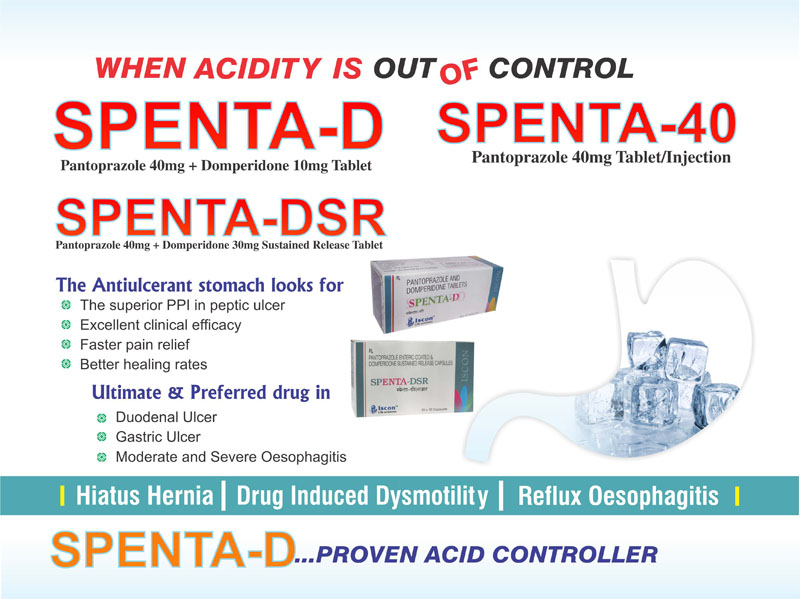 WHEN ACIDITY IS OUT OF CONTROL
SPENTA-D
Pantoprazole 40mg + Domperidone 10mg Tablet
SPENTA-40
Pantoprazole 40mg Tablet/Injection
SPENTA-DSR
Pantoprazole 40mg + Domperidone 30mg Sustained Release Tablet
The Antiulcerant stomach looks for
The superior PPI in peptic ulcer
Excellent clinical efficacy
Faster pain relief
Better healing rates
Ultimate & Preferred drug in
Duodenal Ulcer
Gastric Ulcer
Moderate and Severe Oesophagitis
PANTOPRAZOLE AND
DOMPERIDONE TABLETS
SPENTA-D
Iscon
PANTOPRAZOLE ENTERIC COATED &
DOMPERIDONE SUSTAINED RELEASE CAPSULES
SPENTA-DSR
Iscon
ISCON
Hiatus Hernia | Drug Induced Dysmotility | Reflux Oesophagitis
SPENTA-D...PROVEN ACID CONTROLLER